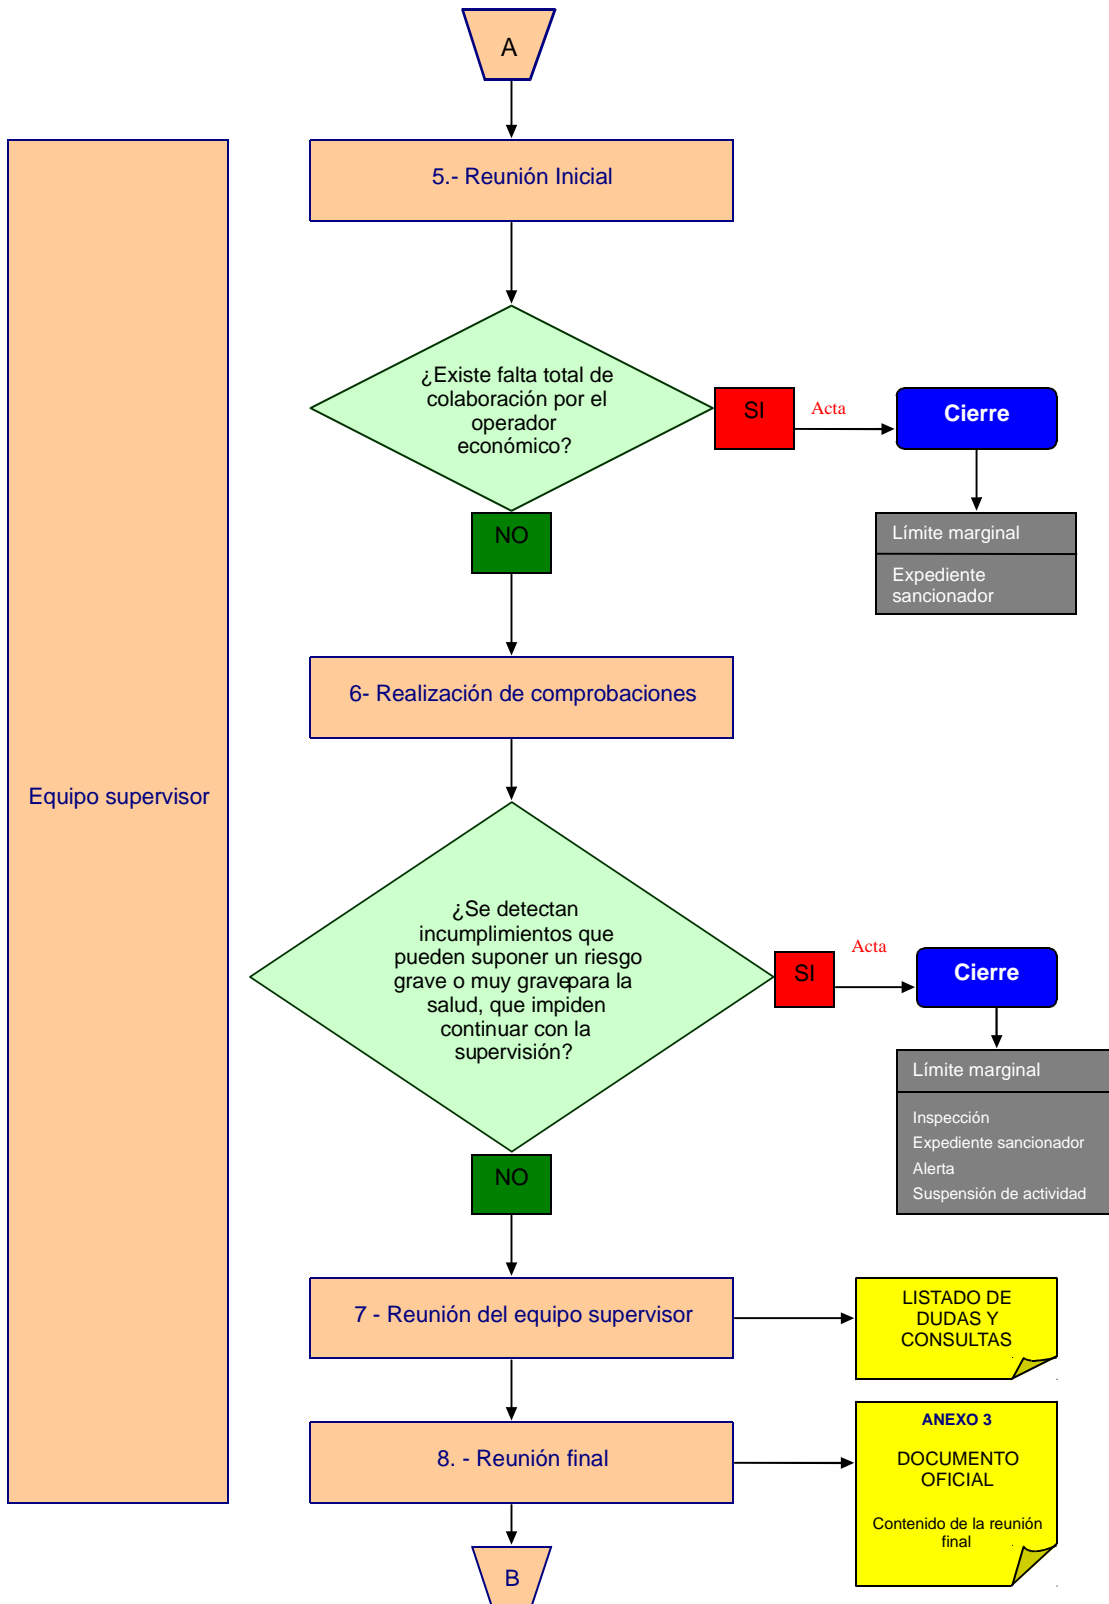 A
5.- Reunión Inicial
¿Existe falta total de
colaboración por el
operador
económico?
SI
Acta
Cierre
Límite marginal
Expediente
sancionador
NO
6- Realización de comprobaciones
Equipo supervisor
¿Se detectan
incumplimientos que
pueden suponer un riesgo
grave o muy grave para la
salud, que impiden
continuar con la
supervisión?
SI
Acta
Cierre
Límite marginal
Inspección
Expediente sancionador
Alerta
Suspensión de actividad
NO
7 - Reunión del equipo supervisor
LISTADO DE
DUDAS Y
CONSULTAS
8. - Reunión final
ANEXO 3
DOCUMENTO
OFICIAL
Contenido de la reunión
final
B